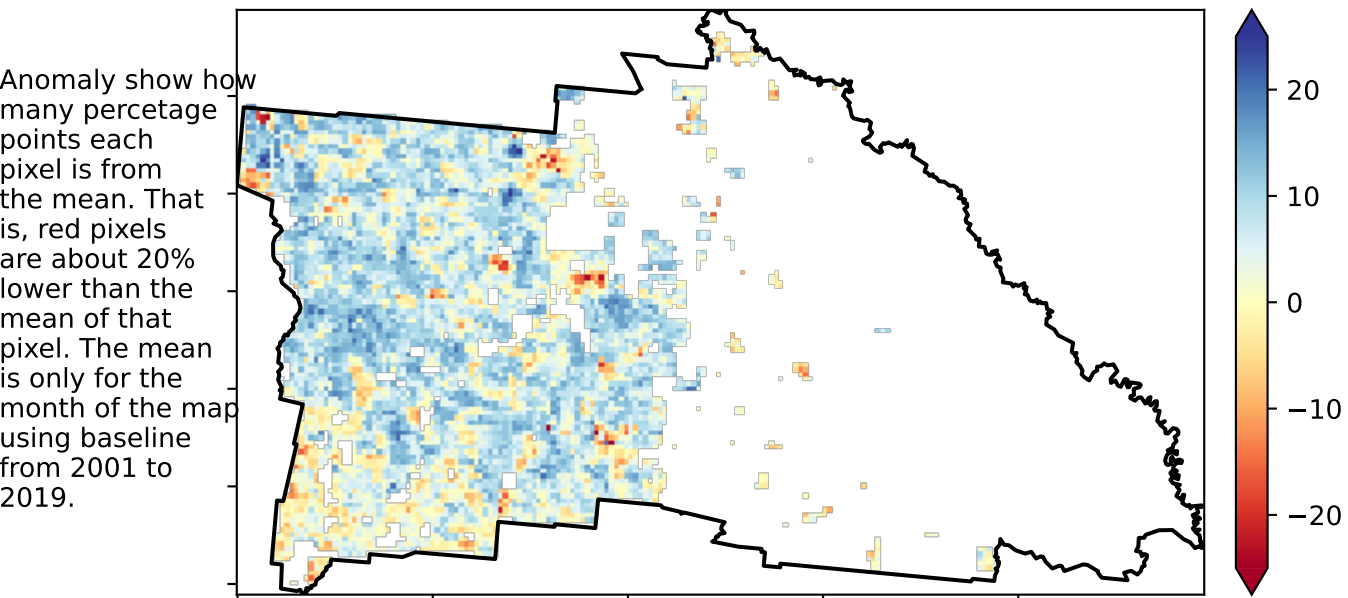 Anomaly show how
many percetage
points each
pixel is from
the mean. That
is, red pixels
are about 20%
lower than the
mean of that
pixel. The mean
is only for the
month of the map
using baseline
from 2001 to
2019.
20
10
0
−10
−20